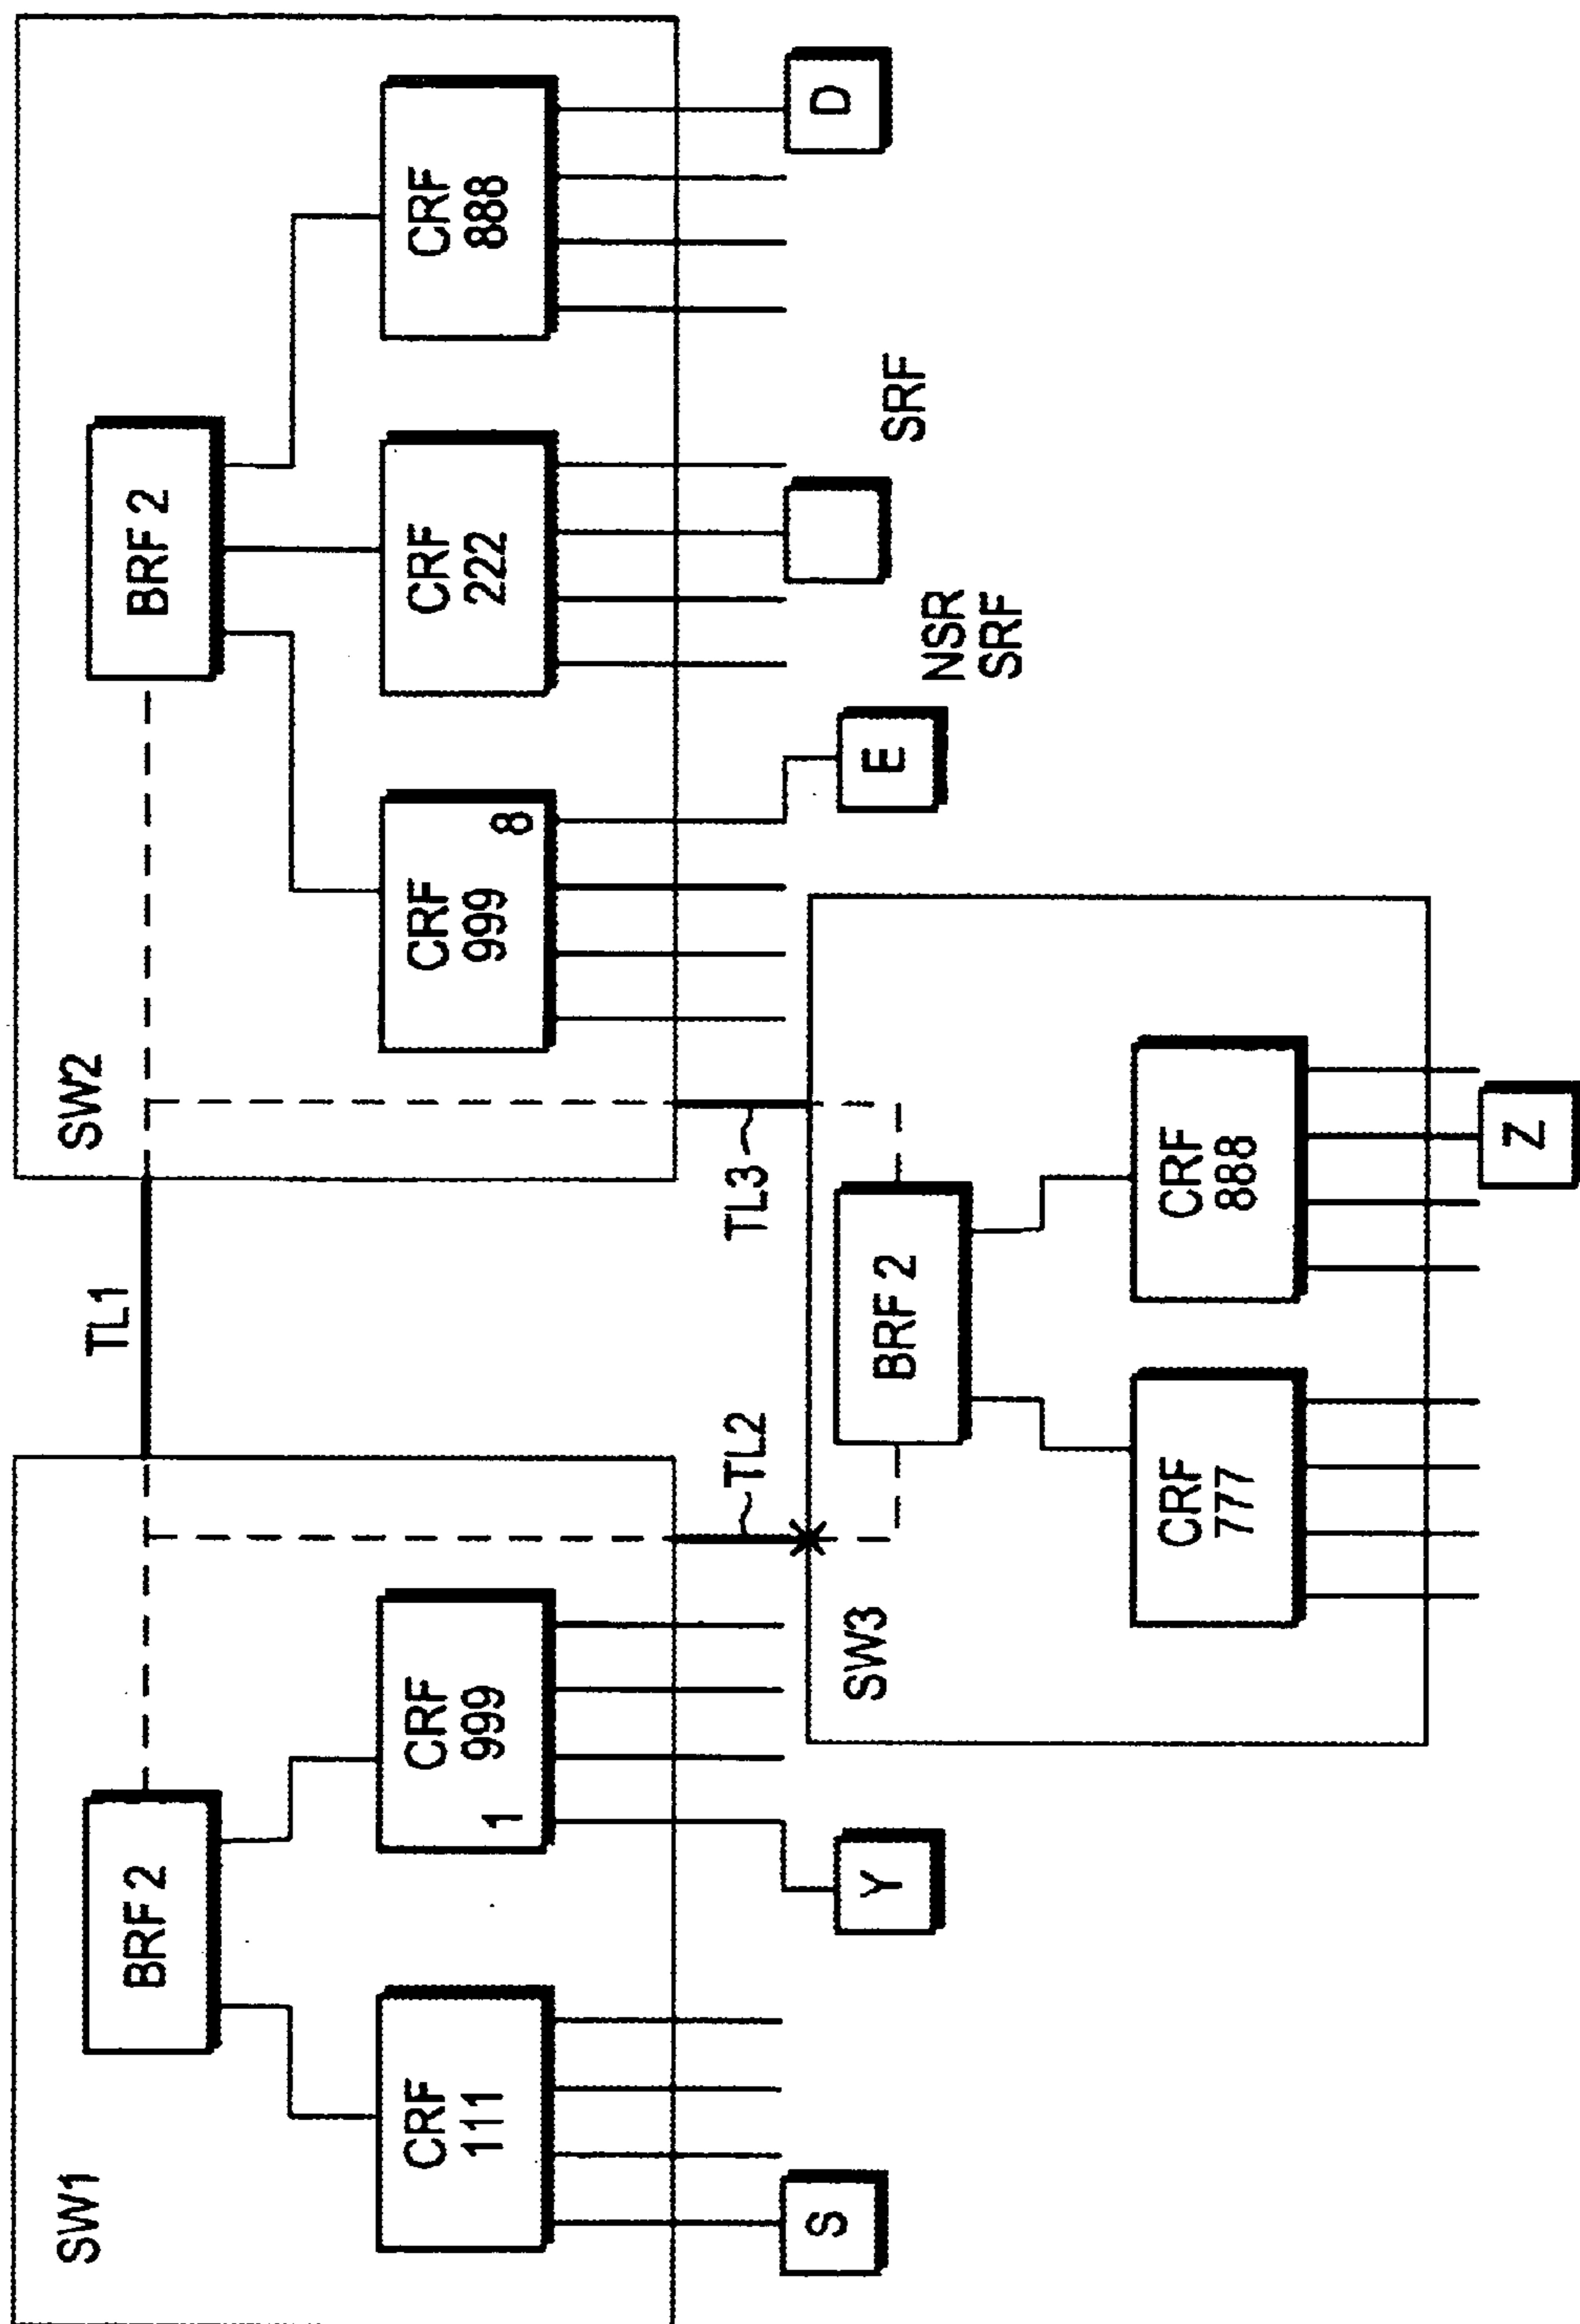 SW1
BRF 2
CRF
111
CRF
999
1
S
Y
TL1
TL2
TL3
SW2
BRF 2
CRF
999
8
CRF
222
CRF
888
E
NSR
SRF
SRF
D
SW3
BRF 2
CRF
777
CRF
888
Z